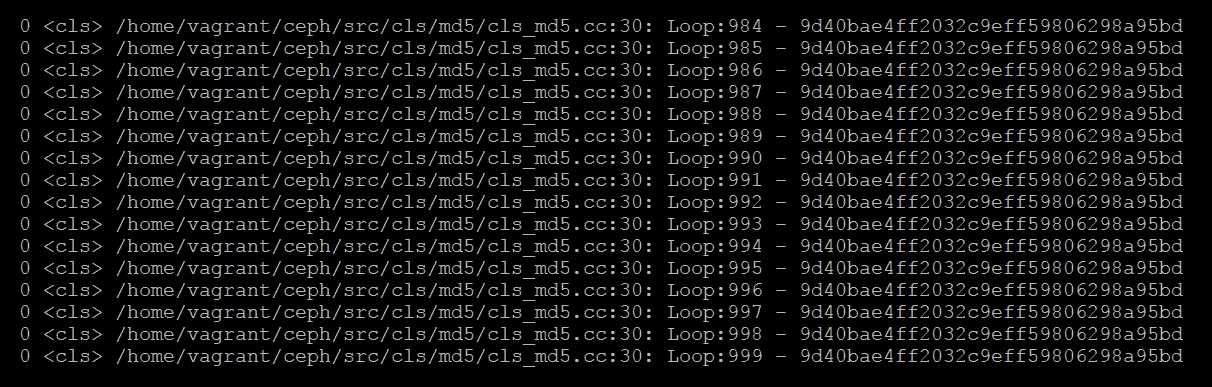 0 <cls> /home/vagrant/ceph/src/cls/md5/cls_md5.cc:30: Loop:984 - 9d40bae4ff2032c9eff59806298a95bd
0 <cls> /home/vagrant/ceph/src/cls/md5/cls_md5.cc:30: Loop:985 - 9d40bae4ff2032c9eff59806298a95bd
0 <cls> /home/vagrant/ceph/src/cls/md5/cls_md5.cc:30: Loop:986 - 9d40bae4ff2032c9eff59806298a95bd
0 <cls> /home/vagrant/ceph/src/cls/md5/cls_md5.cc:30: Loop:987 - 9d40bae4ff2032c9eff59806298a95bd
0 <cls> /home/vagrant/ceph/src/cls/md5/cls_md5.cc:30: Loop:988 - 9d40bae4ff2032c9eff59806298a95bd
0 <cls> /home/vagrant/ceph/src/cls/md5/cls_md5.cc:30: Loop:989 - 9d40bae4ff2032c9eff59806298a95bd
0 <cls> /home/vagrant/ceph/src/cls/md5/cls_md5.cc:30: Loop:990 - 9d40bae4ff2032c9eff59806298a95bd
0 <cls> /home/vagrant/ceph/src/cls/md5/cls_md5.cc:30: Loop:991 - 9d40bae4ff2032c9eff59806298a95bd
0 <cls> /home/vagrant/ceph/src/cls/md5/cls_md5.cc:30: Loop:992 - 9d40bae4ff2032c9eff59806298a95bd
0 <cls> /home/vagrant/ceph/src/cls/md5/cls_md5.cc:30: Loop:993 - 9d40bae4ff2032c9eff59806298a95bd
0 <cls> /home/vagrant/ceph/src/cls/md5/cls_md5.cc:30: Loop:994 - 9d40bae4ff2032c9eff59806298a95bd
0 <cls> /home/vagrant/ceph/src/cls/md5/cls_md5.cc:30: Loop:995 - 9d40bae4ff2032c9eff59806298a95bd
0 <cls> /home/vagrant/ceph/src/cls/md5/cls_md5.cc:30: Loop:996 - 9d40bae4ff2032c9eff59806298a95bd
0 <cls> /home/vagrant/ceph/src/cls/md5/cls_md5.cc:30: Loop:997 - 9d40bae4ff2032c9eff59806298a95bd
0 <cls> /home/vagrant/ceph/src/cls/md5/cls_md5.cc:30: Loop:998 - 9d40bae4ff2032c9eff59806298a95bd
0 <cls> /home/vagrant/ceph/src/cls/md5/cls_md5.cc:30: Loop:999 - 9d40bae4ff2032c9eff59806298a95bd